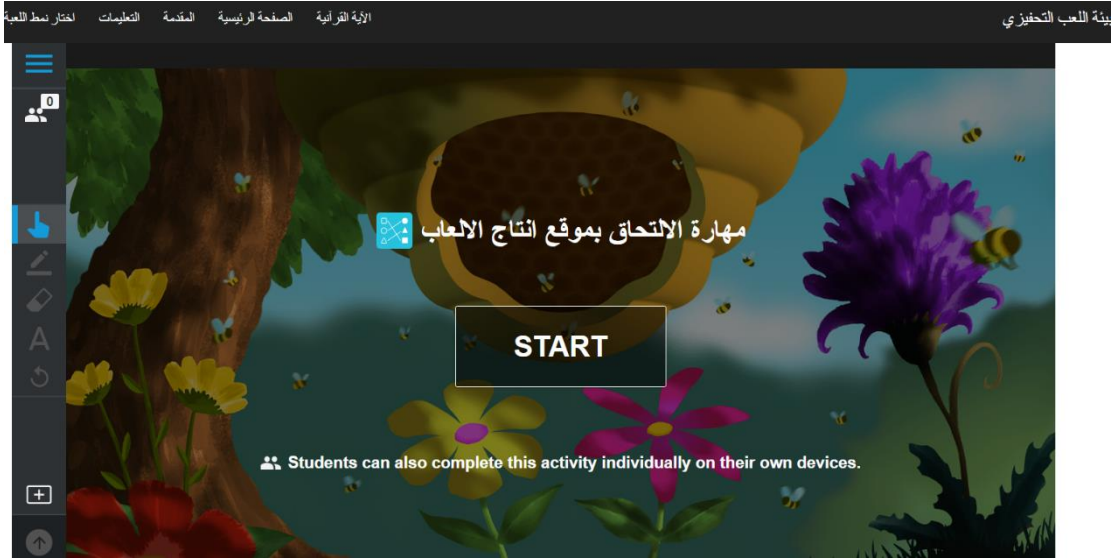 بيئة اللعب التحفيزي
الآية القرآنية الصفحة الرئيسية المقدمة التعليمات اختار نمط اللعبة
0
مهارة الالتحاق بموقع انتاج الالعاب
START
Students can also complete this activity individually on their own devices.
A